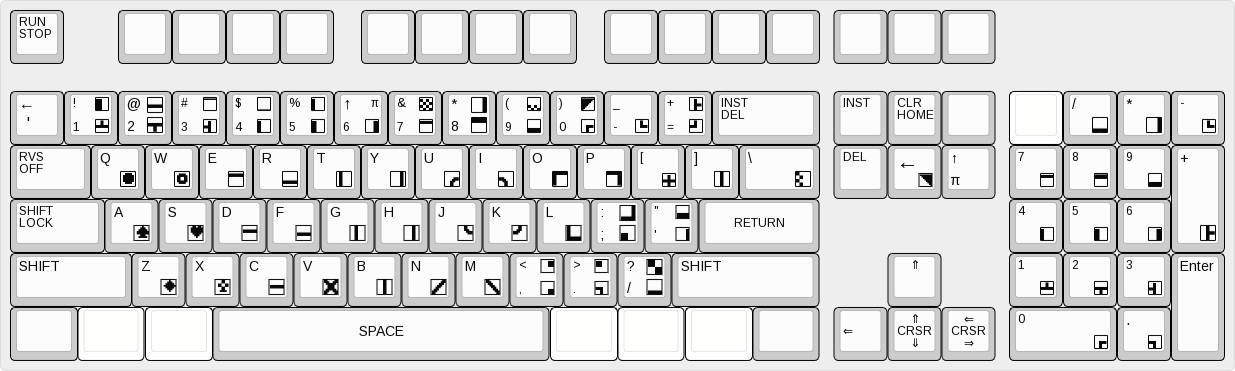 RUN
STOP
← ! @ # $ % ↑ π & * ( ) _ + INST
DEL INST CLR
HOME / * -
' 1 2 3 4 5 6 7 8 9 0 - =
RVS
OFF Q W E R T Y U I O P [ ] \ DEL ← ↑
π 7 8 9 +
SHIFT
LOCK A S D F G H J K L : " RETURN 4 5 6
; '
SHIFT Z X C V B N M < > ? SHIFT ⇑ 1 2 3 Enter
, . /
SPACE ⇐ ⇑
CRSR
⇓ ⇐
CRSR
⇒ 0 .